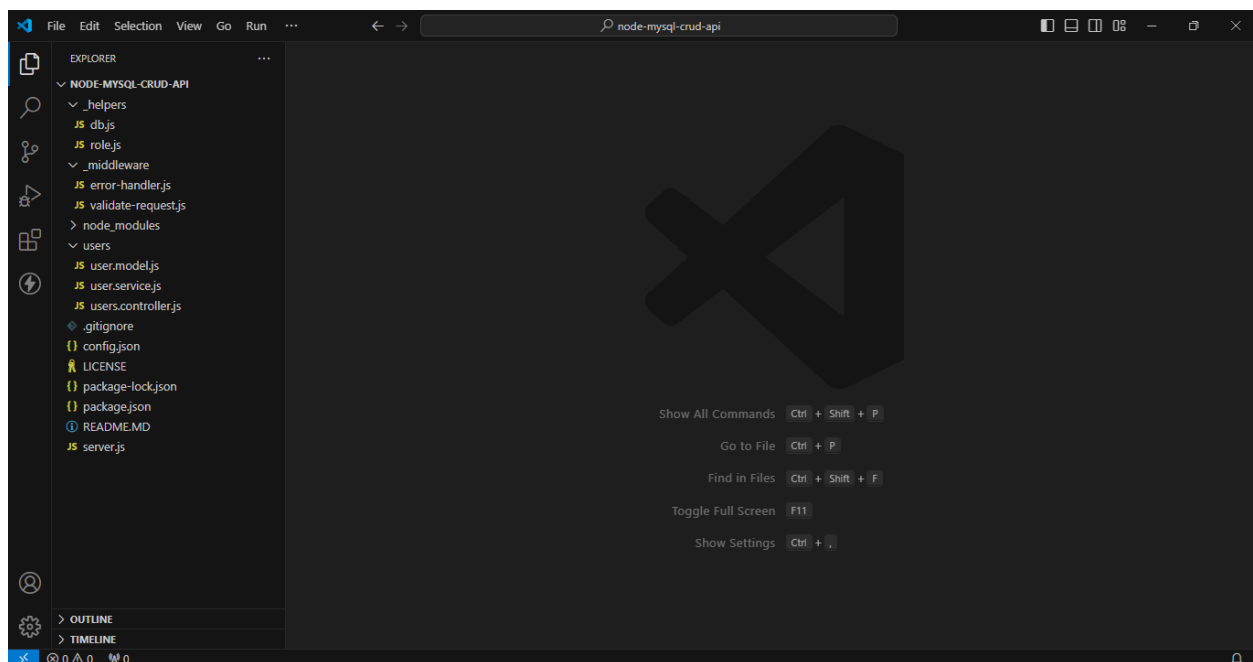 File Edit Selection View Go Run ··· ← → node-mysql-crud-api
EXPLORER ···
NODE-MYSQL-CRUD-API
_helpers
JS db.js
JS role.js
_middleware
JS error-handler.js
JS validate-request.js
node_modules
users
JS user.model.js
JS user.service.js
JS users.controller.js
.gitignore
{} config.json
LICENSE
{} package-lock.json
{} package.json
README.MD
JS server.js
Show All Commands Ctrl + Shift + P
Go to File Ctrl + P
Find in Files Ctrl + Shift + F
Toggle Full Screen F11
Show Settings Ctrl + ,
OUTLINE
TIMELINE
0 0 0